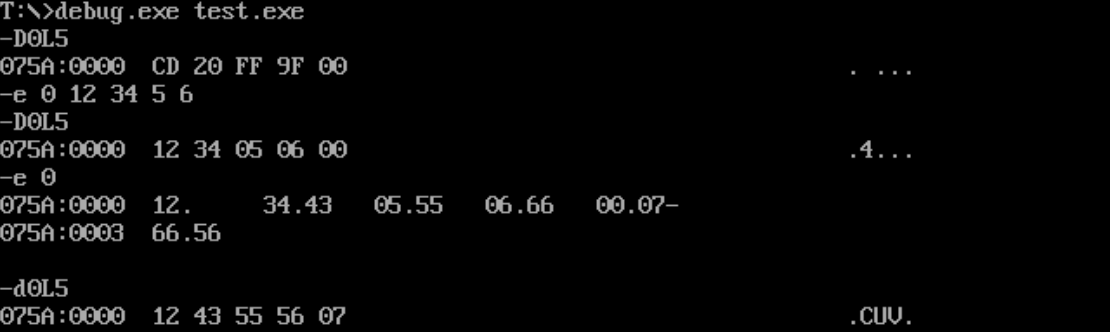 T:\>debug.exe test.exe
-D0L5
075A:0000  CD 20 FF 9F 00                                     . ...
-e 0 12 34 5 6
-D0L5
075A:0000  12 34 05 06 00                                     .4...
-e 0
075A:0000  12.     34.43   05.55   06.66   00.07-
075A:0003  66.56
-d0L5
075A:0000  12 43 55 56 07                                     .CUV.